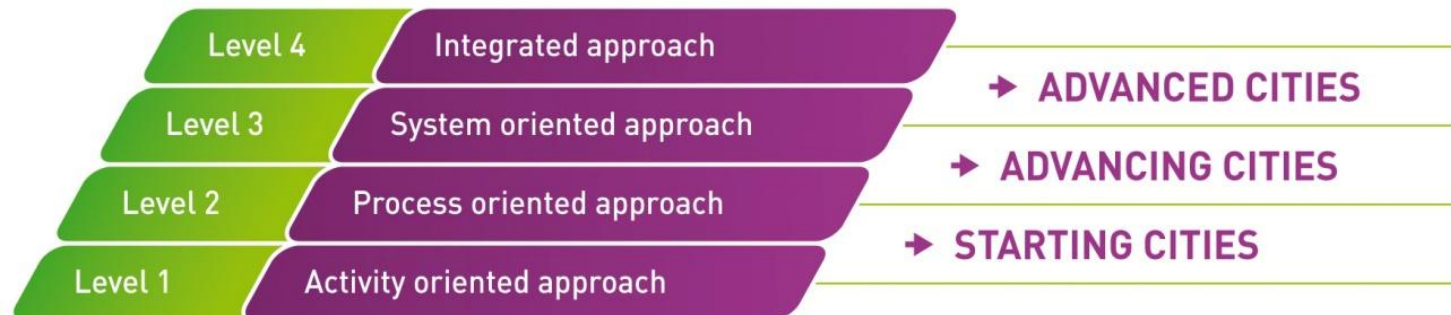 Level 4 Integrated approach
➔ ADVANCED CITIES
Level 3 System oriented approach
➔ ADVANCING CITIES
Level 2 Process oriented approach
➔ STARTING CITIES
Level 1 Activity oriented approach